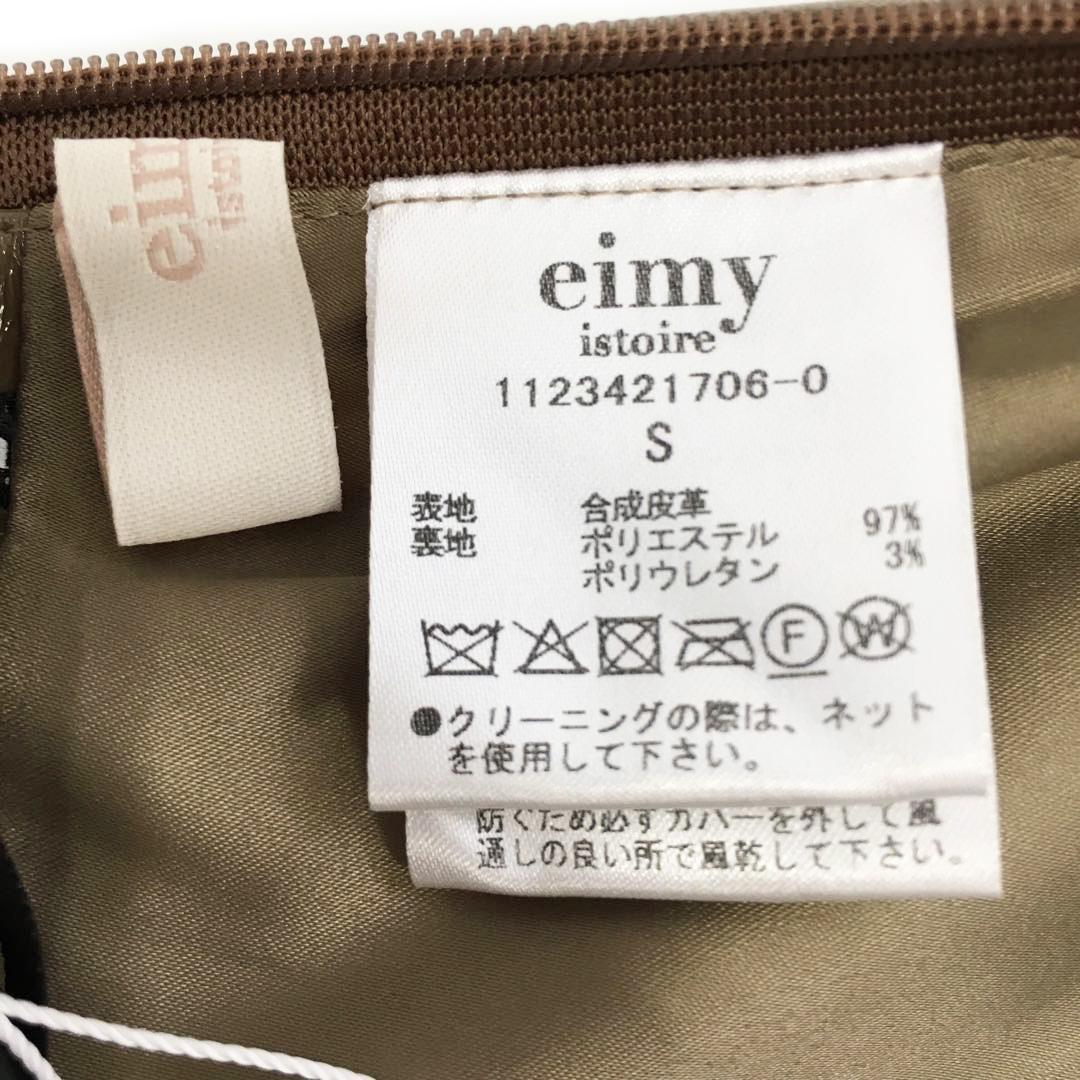 eim
istoi
eimy
istoire
1123421706-0
S
表地 合成皮革
裏地 ポリエステル 97%
ポリウレタン 3%
F W
●クリーニングの際は、ネット
を使用して下さい。
防ぐため必ずカバーを外して風
通しの良い所で風乾して下さい。